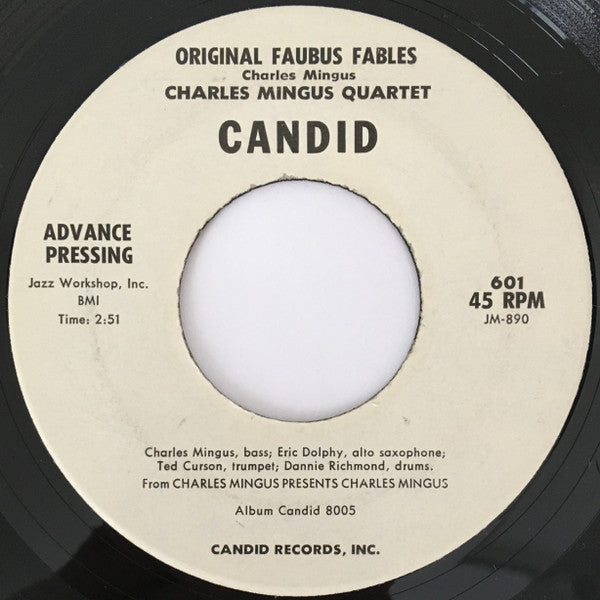 ORIGINAL FAUBUS FABLES
Charles Mingus
CHARLES MINGUS QUARTET
CANDID
ADVANCE
PRESSING
Jazz Workshop, Inc.
BMI
Time: 2:51
601
45 RPM
JM-890
Charles Mingus, bass; Eric Dolphy, alto saxophone;
Ted Curson, trumpet; Dannie Richmond, drums.
From CHARLES MINGUS PRESENTS CHARLES MINGUS
Album Candid 8005
CANDID RECORDS, INC.